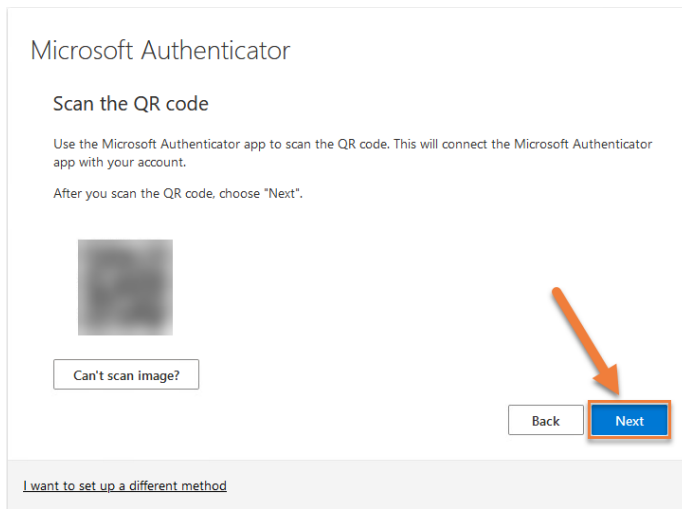 Microsoft Authenticator
Scan the QR code
Use the Microsoft Authenticator app to scan the QR code. This will connect the Microsoft Authenticator
app with your account.
After you scan the QR code, choose "Next".
Can't scan image?
Back
Next
I want to set up a different method